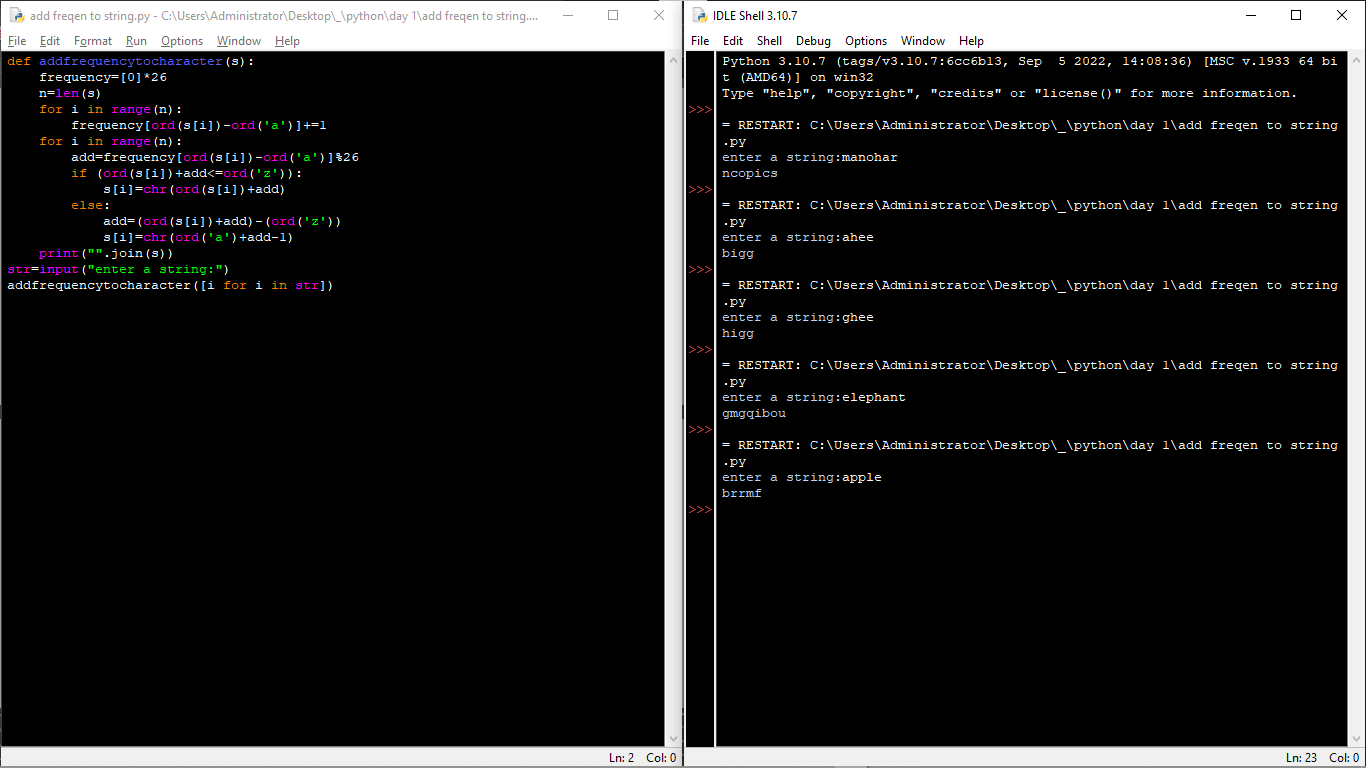 add freqen to string.py - C:\Users\Administrator\Desktop\_\python\day 1\add freqen to string....
File Edit Format Run Options Window Help
def addfrequencytocharacter(s):
    frequency=[0]*26
    n=len(s)
    for i in range(n):
        frequency[ord(s[i])-ord('a')]+=1
    for i in range(n):
        add=frequency[ord(s[i])-ord('a')]%26
        if (ord(s[i])+add<=ord('z')):
            s[i]=chr(ord(s[i])+add)
        else:
            add=(ord(s[i])+add)-(ord('z'))
            s[i]=chr(ord('a')+add-1)
    print("".join(s))
str=input("enter a string:")
addfrequencytocharacter([i for i in str])
Ln: 2 Col: 0
IDLE Shell 3.10.7
File Edit Shell Debug Options Window Help
Python 3.10.7 (tags/v3.10.7:6cc6b13, Sep  5 2022, 14:08:36) [MSC v.1933 64 bi
t (AMD64)] on win32
Type "help", "copyright", "credits" or "license()" for more information.
>>>
= RESTART: C:\Users\Administrator\Desktop\_\python\day 1\add freqen to string
.py
enter a string:manohar
ncopics
>>>
= RESTART: C:\Users\Administrator\Desktop\_\python\day 1\add freqen to string
.py
enter a string:ahee
bigg
>>>
= RESTART: C:\Users\Administrator\Desktop\_\python\day 1\add freqen to string
.py
enter a string:ghee
higg
>>>
= RESTART: C:\Users\Administrator\Desktop\_\python\day 1\add freqen to string
.py
enter a string:elephant
gmgqibou
>>>
= RESTART: C:\Users\Administrator\Desktop\_\python\day 1\add freqen to string
.py
enter a string:apple
brrmf
>>>
Ln: 23 Col: 0